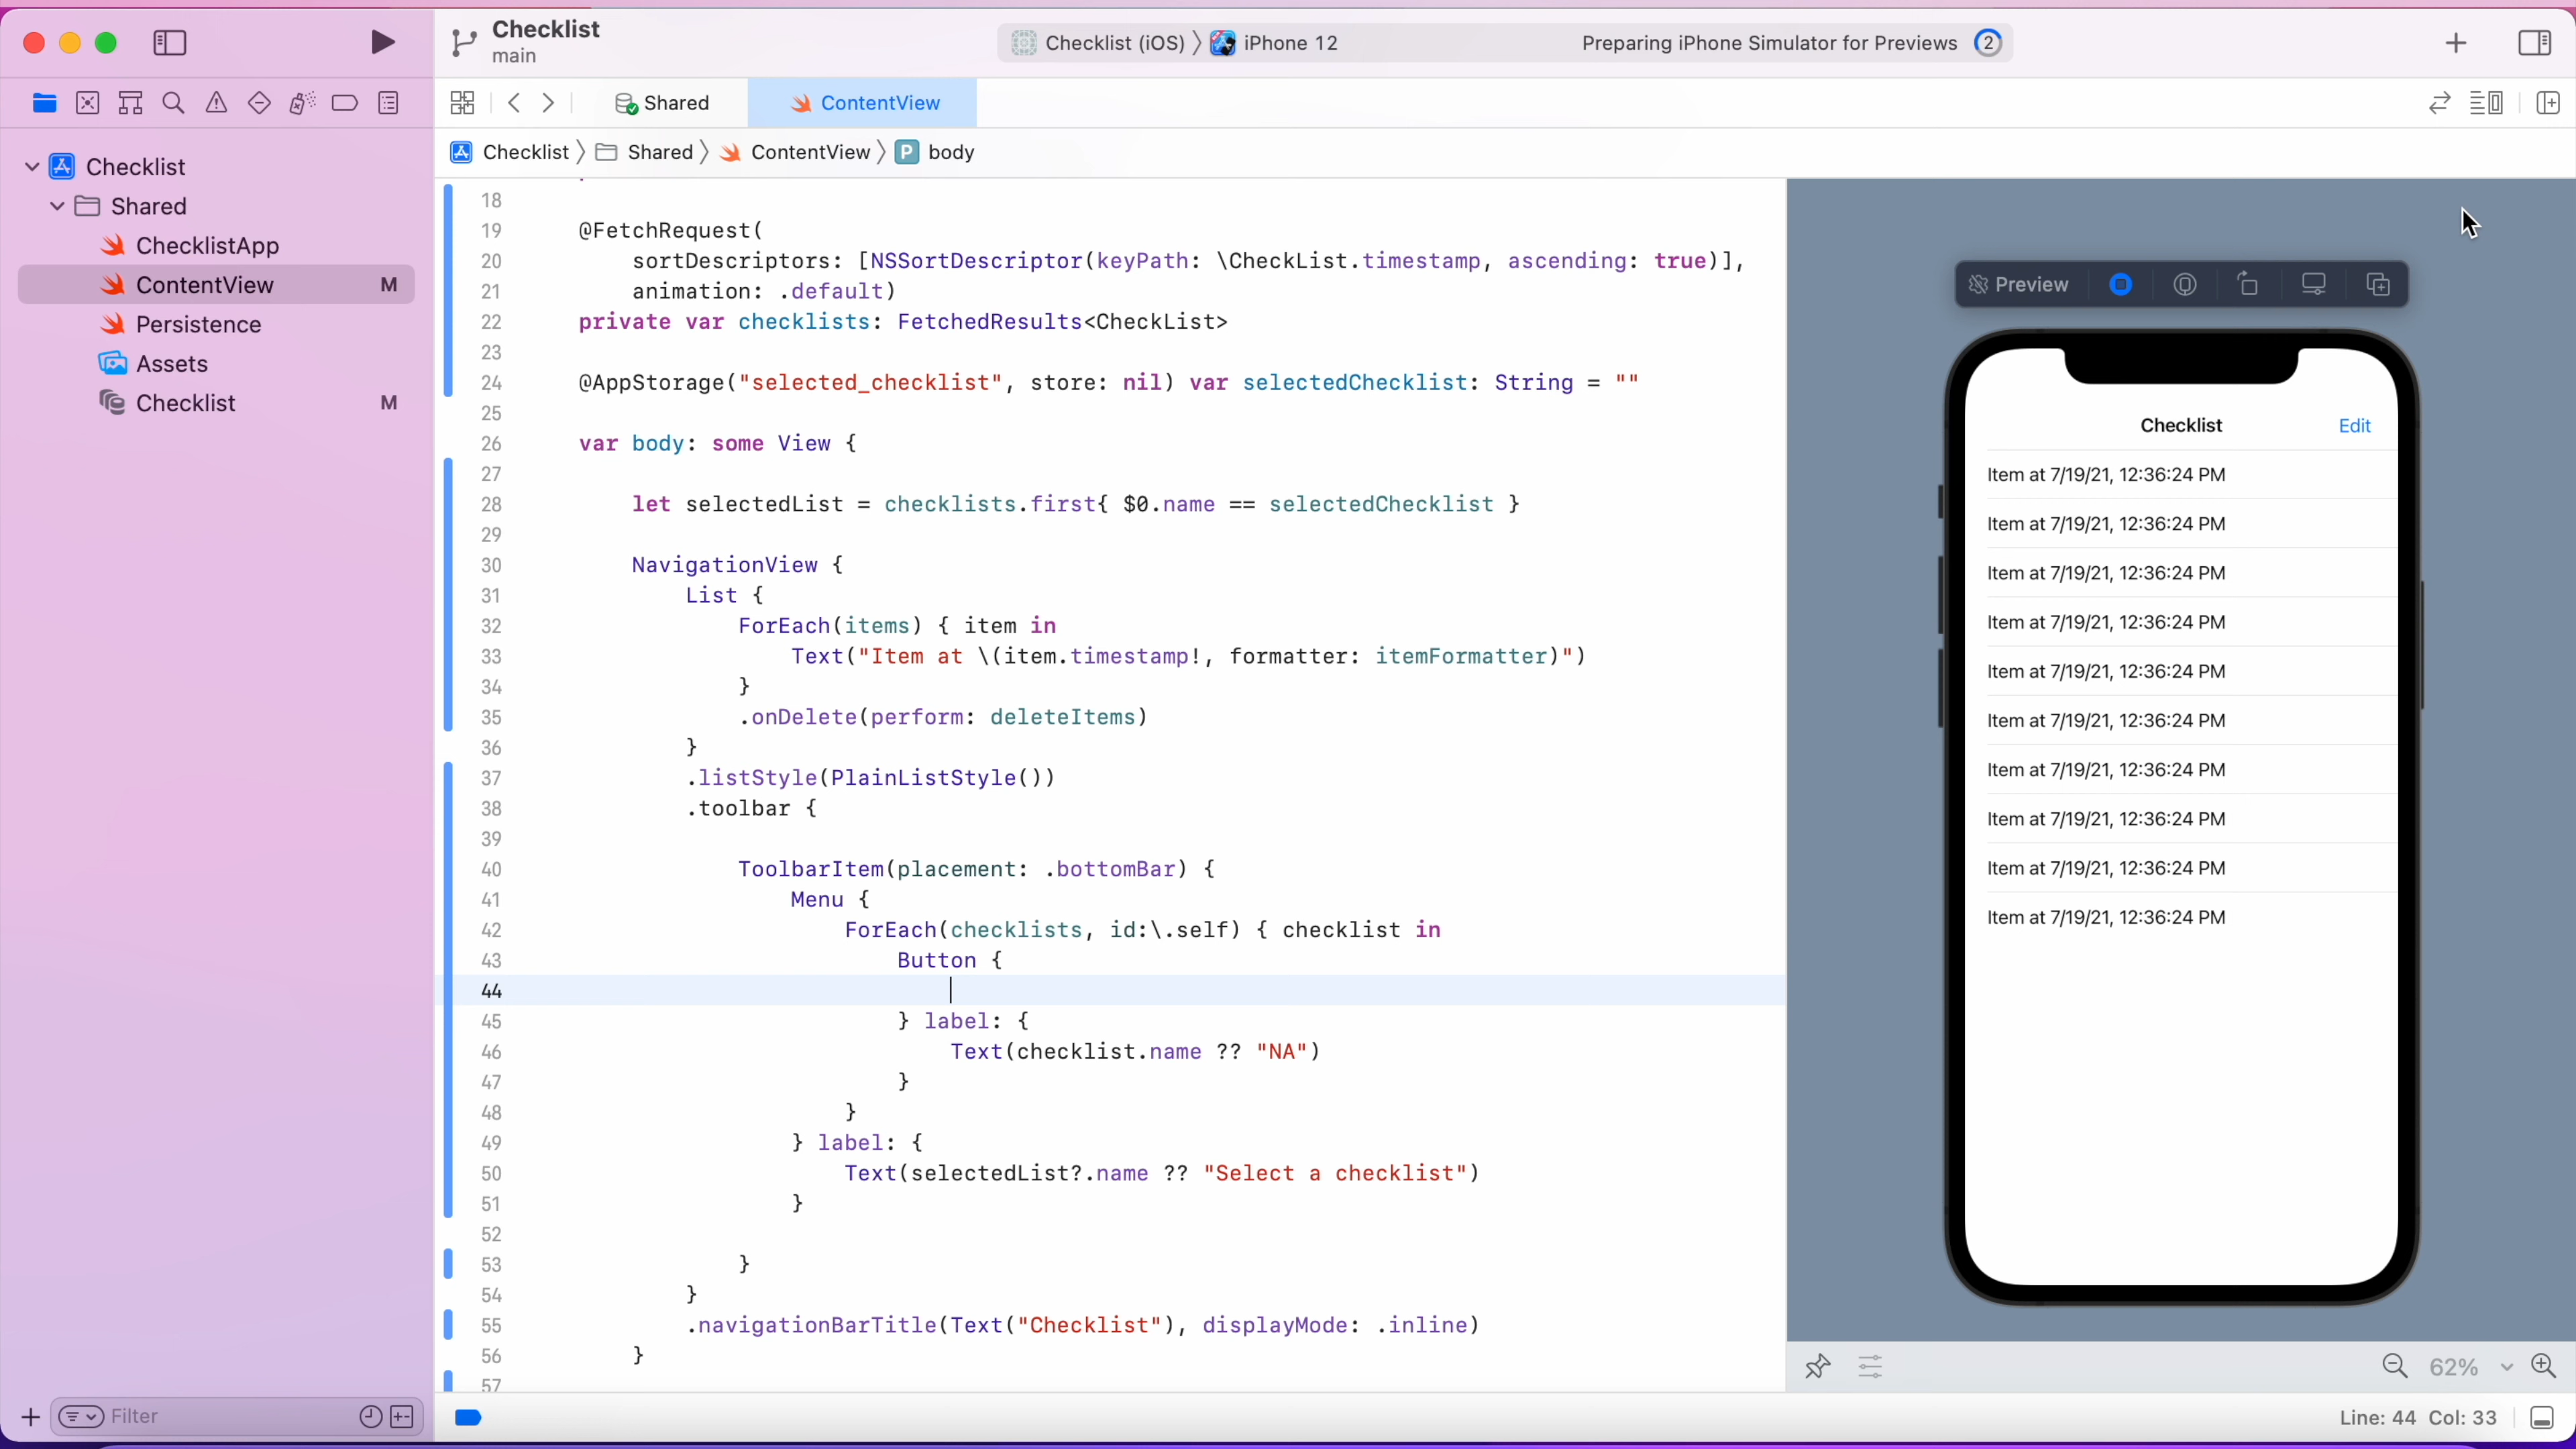 Checklist
main
Checklist (iOS) 〉 iPhone 12
Preparing iPhone Simulator for Previews 2
Shared
ContentView
Checklist 〉 Shared 〉 ContentView 〉 P body
Checklist
Shared
ChecklistApp
ContentView M
Persistence
Assets
Checklist M
Filter
18
19 @FetchRequest(
20 sortDescriptors: [NSSortDescriptor(keyPath: \CheckList.timestamp, ascending: true)],
21 animation: .default)
22 private var checklists: FetchedResults<CheckList>
23
24 @AppStorage("selected_checklist", store: nil) var selectedChecklist: String = ""
25
26 var body: some View {
27
28 let selectedList = checklists.first{ $0.name == selectedChecklist }
29
30 NavigationView {
31 List {
32 ForEach(items) { item in
33 Text("Item at \(item.timestamp!, formatter: itemFormatter)")
34 }
35 .onDelete(perform: deleteItems)
36 }
37 .listStyle(PlainListStyle())
38 .toolbar {
39
40 ToolbarItem(placement: .bottomBar) {
41 Menu {
42 ForEach(checklists, id:\.self) { checklist in
43 Button {
44
45 } label: {
46 Text(checklist.name ?? "NA")
47 }
48 }
49 } label: {
50 Text(selectedList?.name ?? "Select a checklist")
51 }
52
53 }
54 }
55 .navigationBarTitle(Text("Checklist"), displayMode: .inline)
56 }
57
Preview
Checklist Edit
Item at 7/19/21, 12:36:24 PM
Item at 7/19/21, 12:36:24 PM
Item at 7/19/21, 12:36:24 PM
Item at 7/19/21, 12:36:24 PM
Item at 7/19/21, 12:36:24 PM
Item at 7/19/21, 12:36:24 PM
Item at 7/19/21, 12:36:24 PM
Item at 7/19/21, 12:36:24 PM
Item at 7/19/21, 12:36:24 PM
Item at 7/19/21, 12:36:24 PM
62%
Line: 44 Col: 33